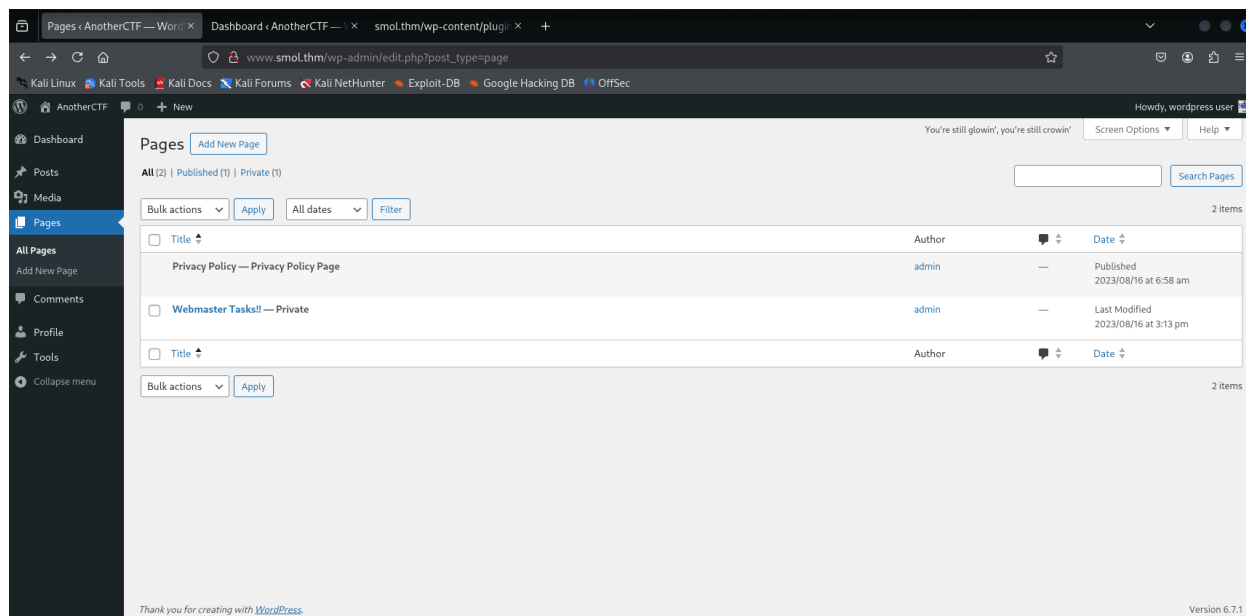 Pages ‹ AnotherCTF — Word
Dashboard ‹ AnotherCTF — \
smol.thm/wp-content/plugin
www.smol.thm/wp-admin/edit.php?post_type=page
Kali Linux Kali Tools Kali Docs Kali Forums Kali NetHunter Exploit-DB Google Hacking DB OffSec
AnotherCTF 0 + New Howdy, wordpress user
Dashboard
Posts
Media
Pages
All Pages
Add New Page
Comments
Profile
Tools
Collapse menu
You're still glowin', you're still crowin' Screen Options Help
Pages Add New Page
All (2) | Published (1) | Private (1)
Search Pages
Bulk actions Apply All dates Filter 2 items
Title Author Date
Privacy Policy — Privacy Policy Page admin — Published
2023/08/16 at 6:58 am
Webmaster Tasks!! — Private admin — Last Modified
2023/08/16 at 3:13 pm
Title Author Date
Bulk actions Apply 2 items
Thank you for creating with WordPress. Version 6.7.1